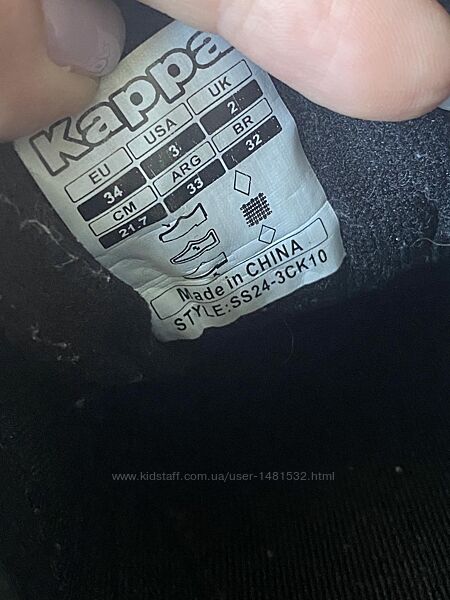 Kappa
EU USA UK
34 3 2
CM ARG BR
21.7 33 32
Made in CHINA
STYLE:SS24-3CK10
www.kidstaff.com.ua/user-1481532.html